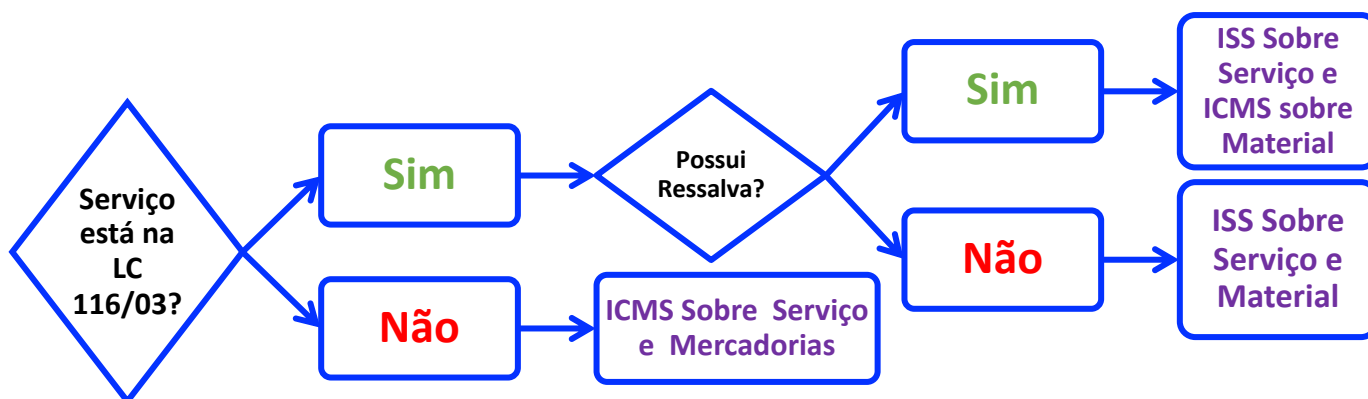 Serviço
está na
LC
116/03?
Sim
Não
ICMS Sobre Serviço
e Mercadorias
Possui
Ressalva?
Sim
Não
ISS Sobre
Serviço e
ICMS sobre
Material
ISS Sobre
Serviço e
Material